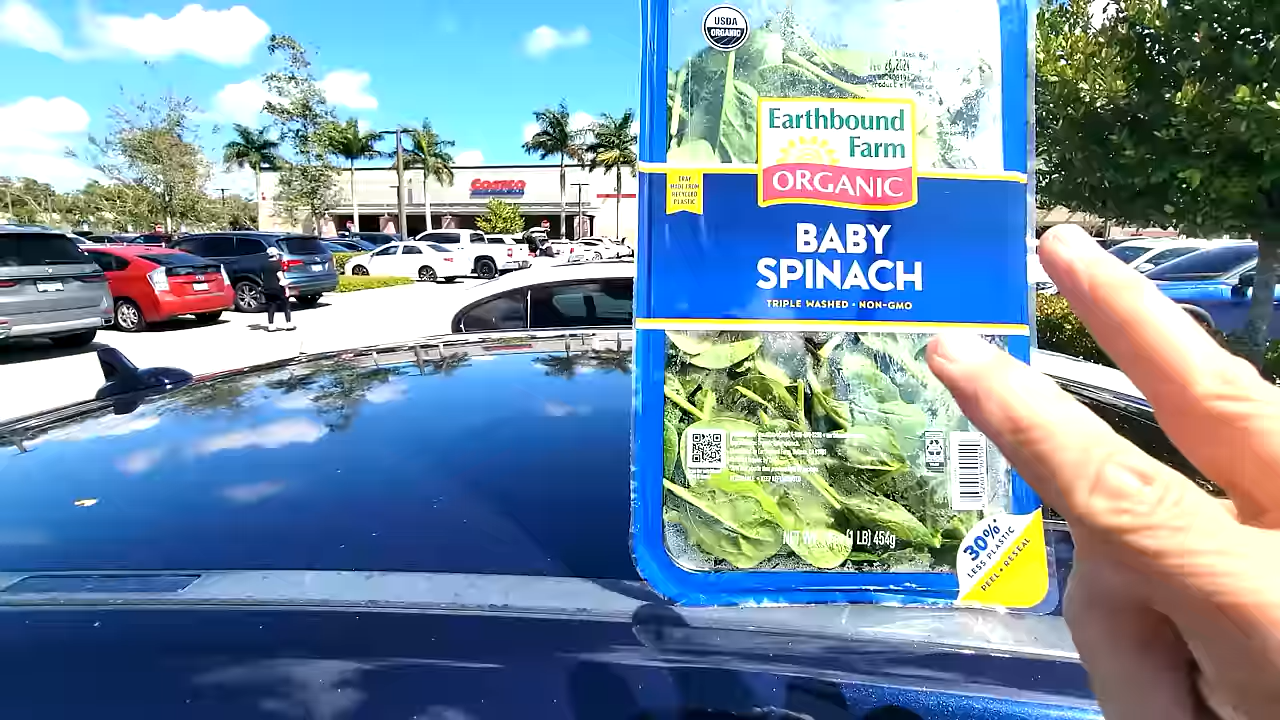 USDA
ORGANIC
Earthbound
Farm
ORGANIC
TRAY
MADE FROM
RECYCLED
PLASTIC
COSTCO
BABY
SPINACH
TRIPLE WASHED • NON-GMO
(1 LB) 454g
30%*
LESS PLASTIC
PEEL • RESEAL